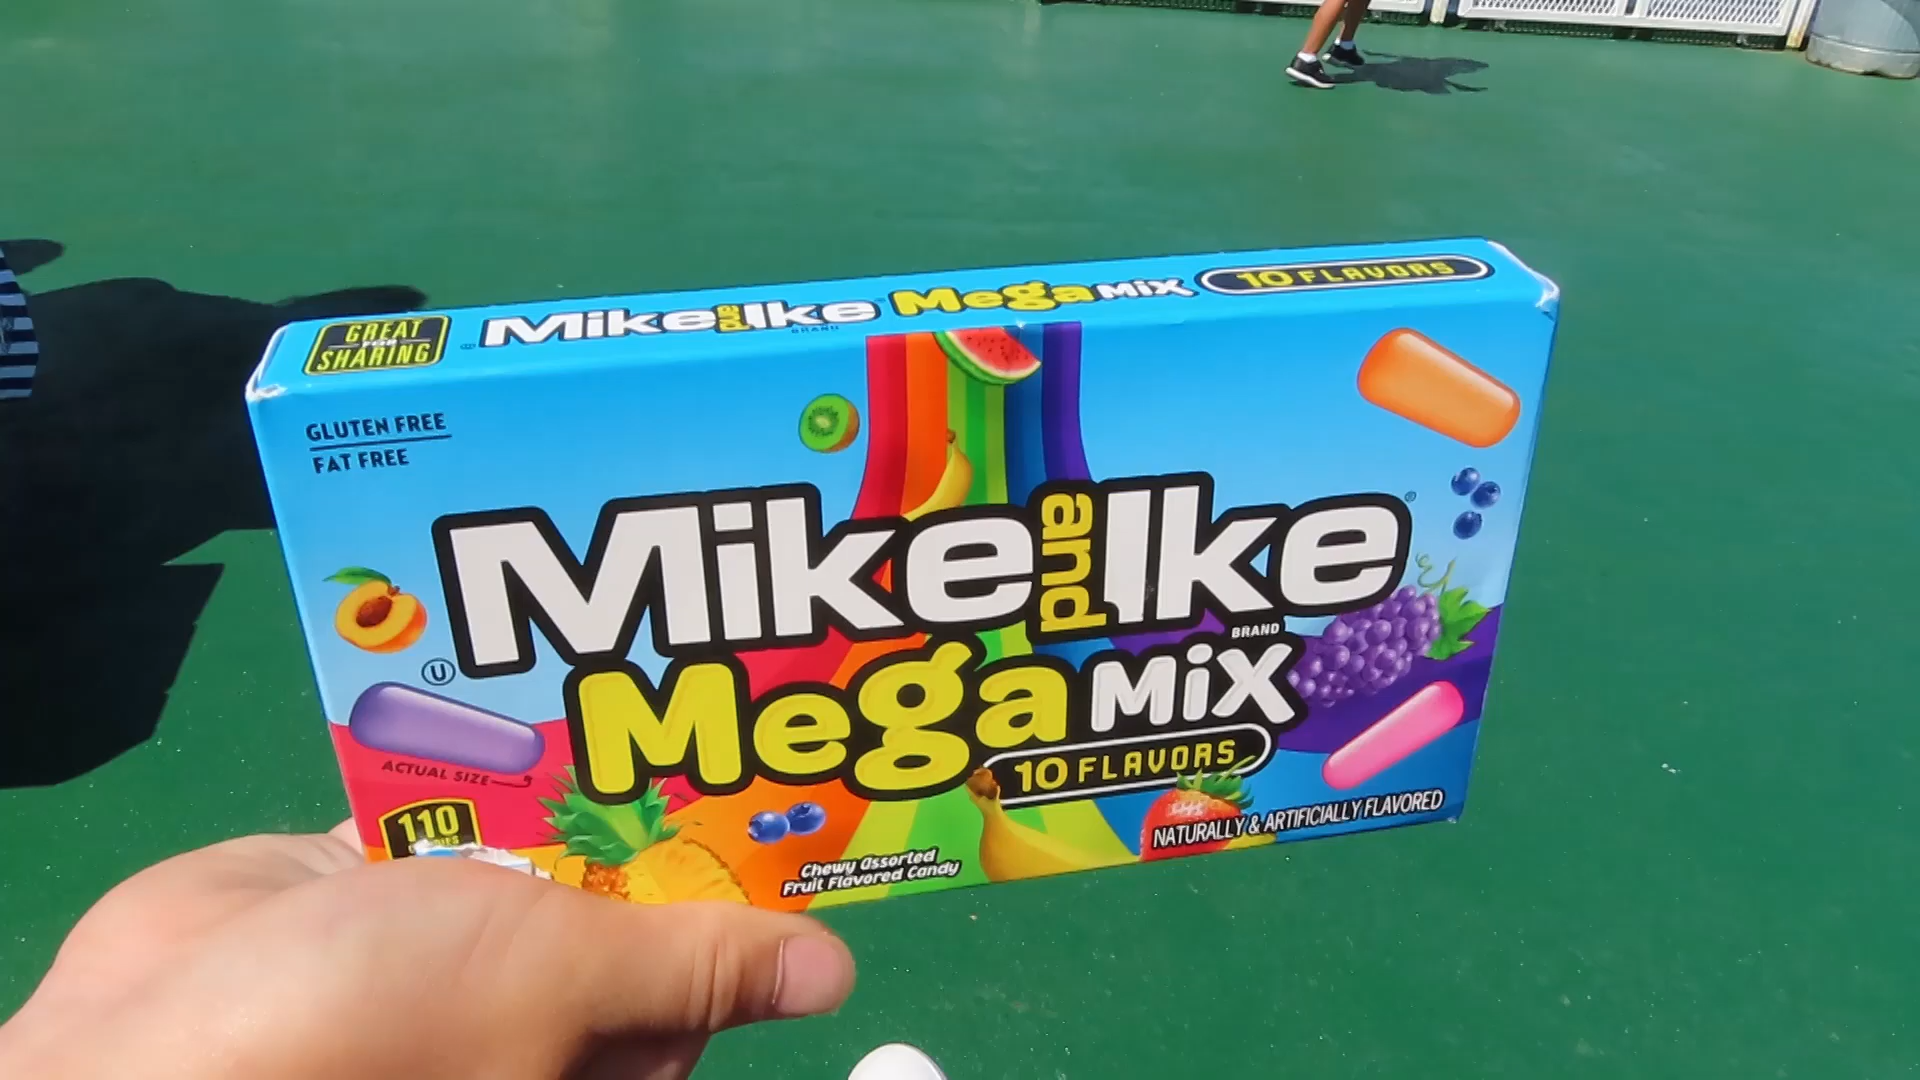 GREAT
FOR
SHARING
Mike and Ike Mega Mix 10 FLAVORS
BRAND
GLUTEN FREE
FAT FREE
Mike and Ike®
BRAND
Mega Mix
10 FLAVORS
U
ACTUAL SIZE
110
Chewy Assorted
Fruit Flavored Candy
NATURALLY & ARTIFICIALLY FLAVORED